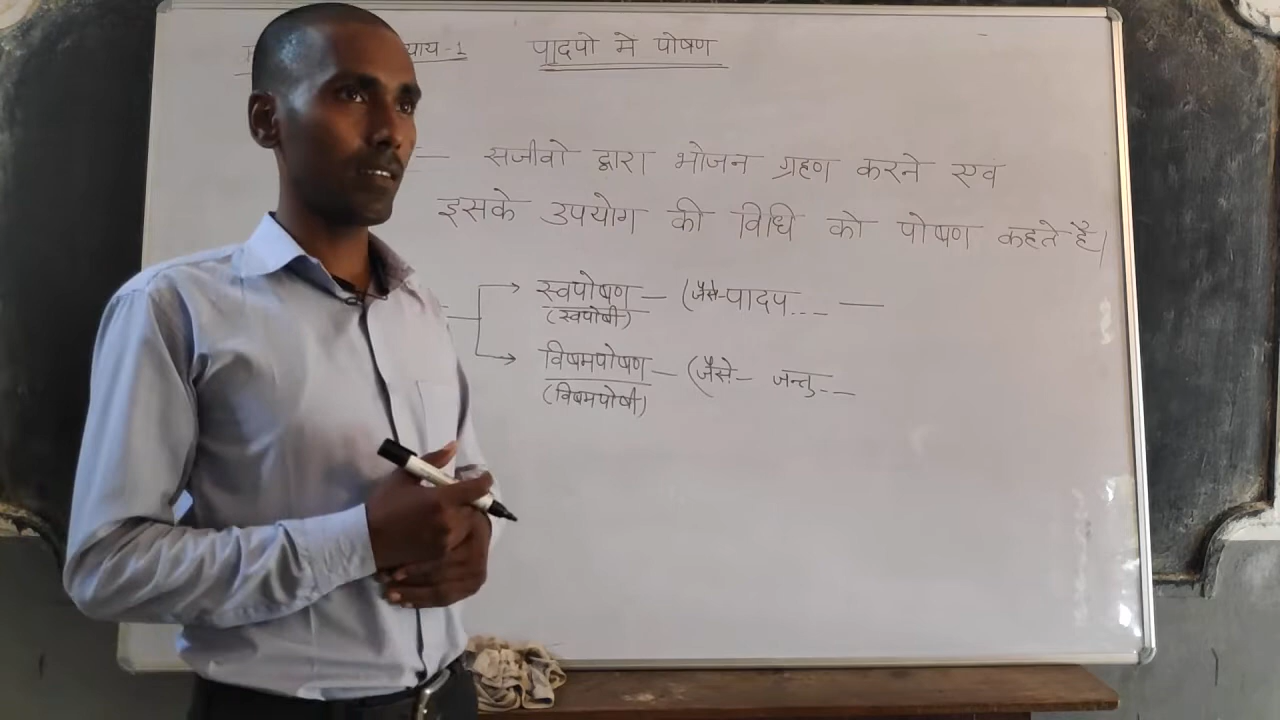 याय-1 पादपो मे पोषण
— सजीवो द्वारा भोजन ग्रहण करने एवं
इसके उपयोग की विधि को पोषण कहते है।
स्वपोषण — (जैसे-पादप... —
(स्वपोषी)
विषमपोषण — (जैसे— जन्तु-—
(विषमपोषी)